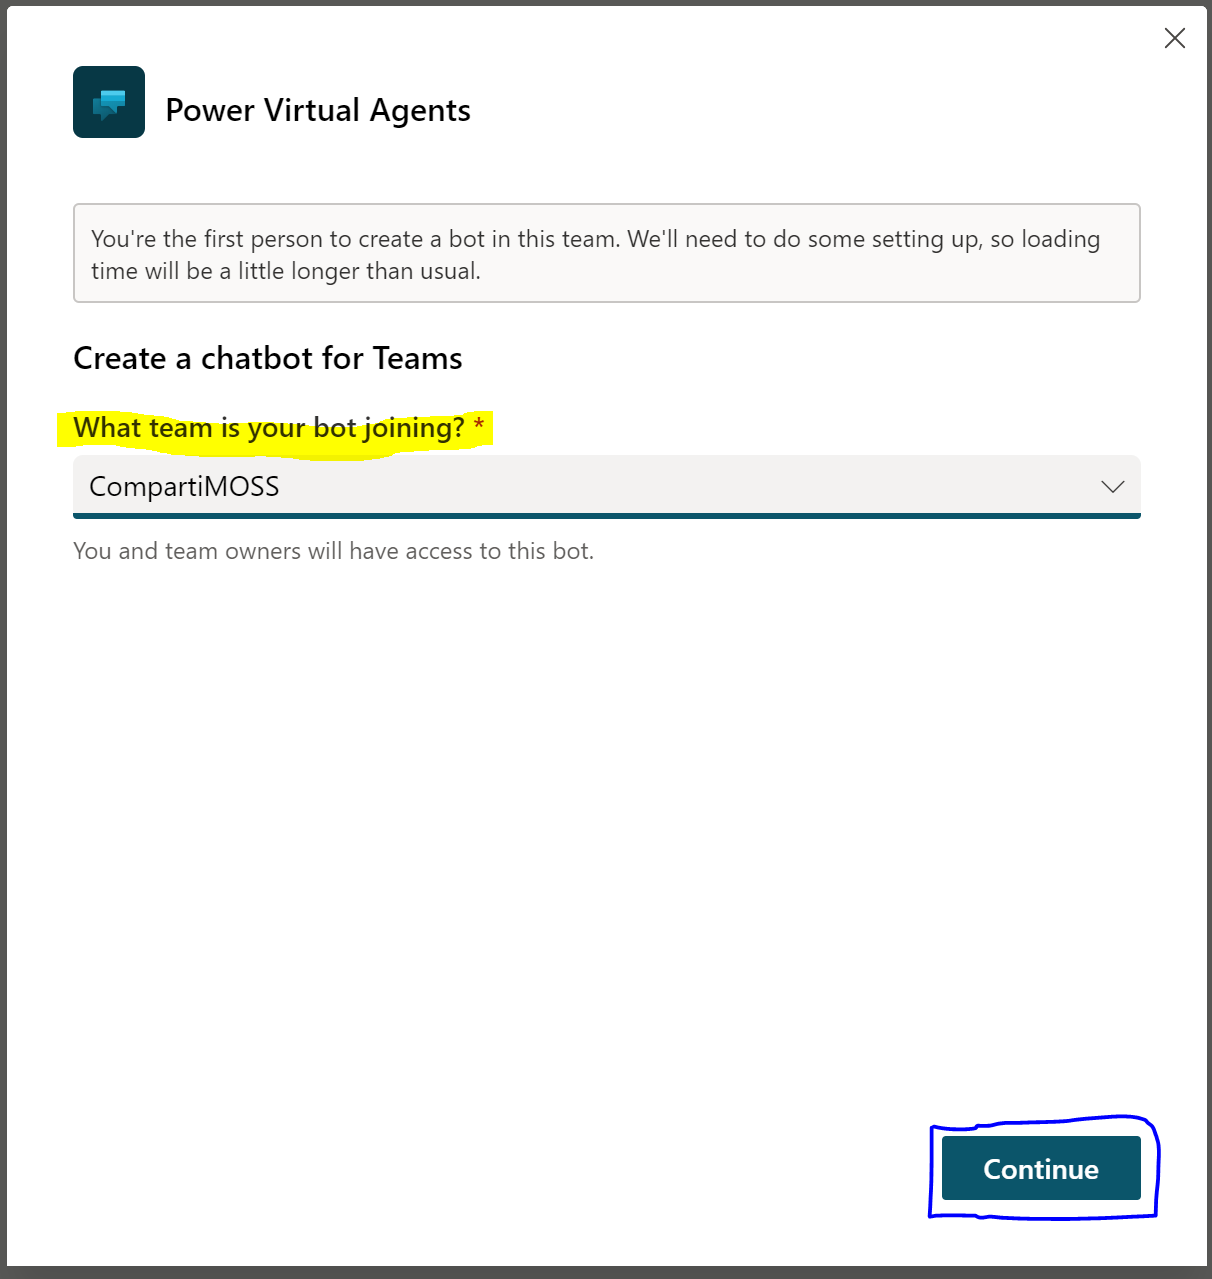 Power Virtual Agents
You're the first person to create a bot in this team. We'll need to do some setting up, so loading
time will be a little longer than usual.
Create a chatbot for Teams
What team is your bot joining? *
CompartiMOSS
You and team owners will have access to this bot.
Continue